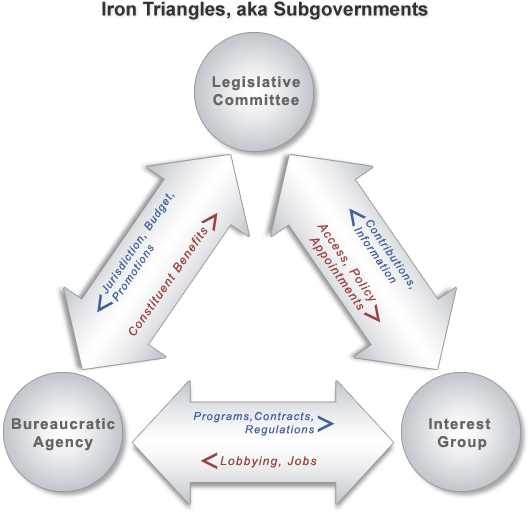 Iron Triangles, aka Subgovernments
Legislative
Committee
Jurisdiction, Budget,
Promotions
Constituent Benefits
Contributions,
Information
Access, Policy
Appointments
Bureaucratic
Agency
Programs,Contracts,
Regulations
Lobbying, Jobs
Interest
Group